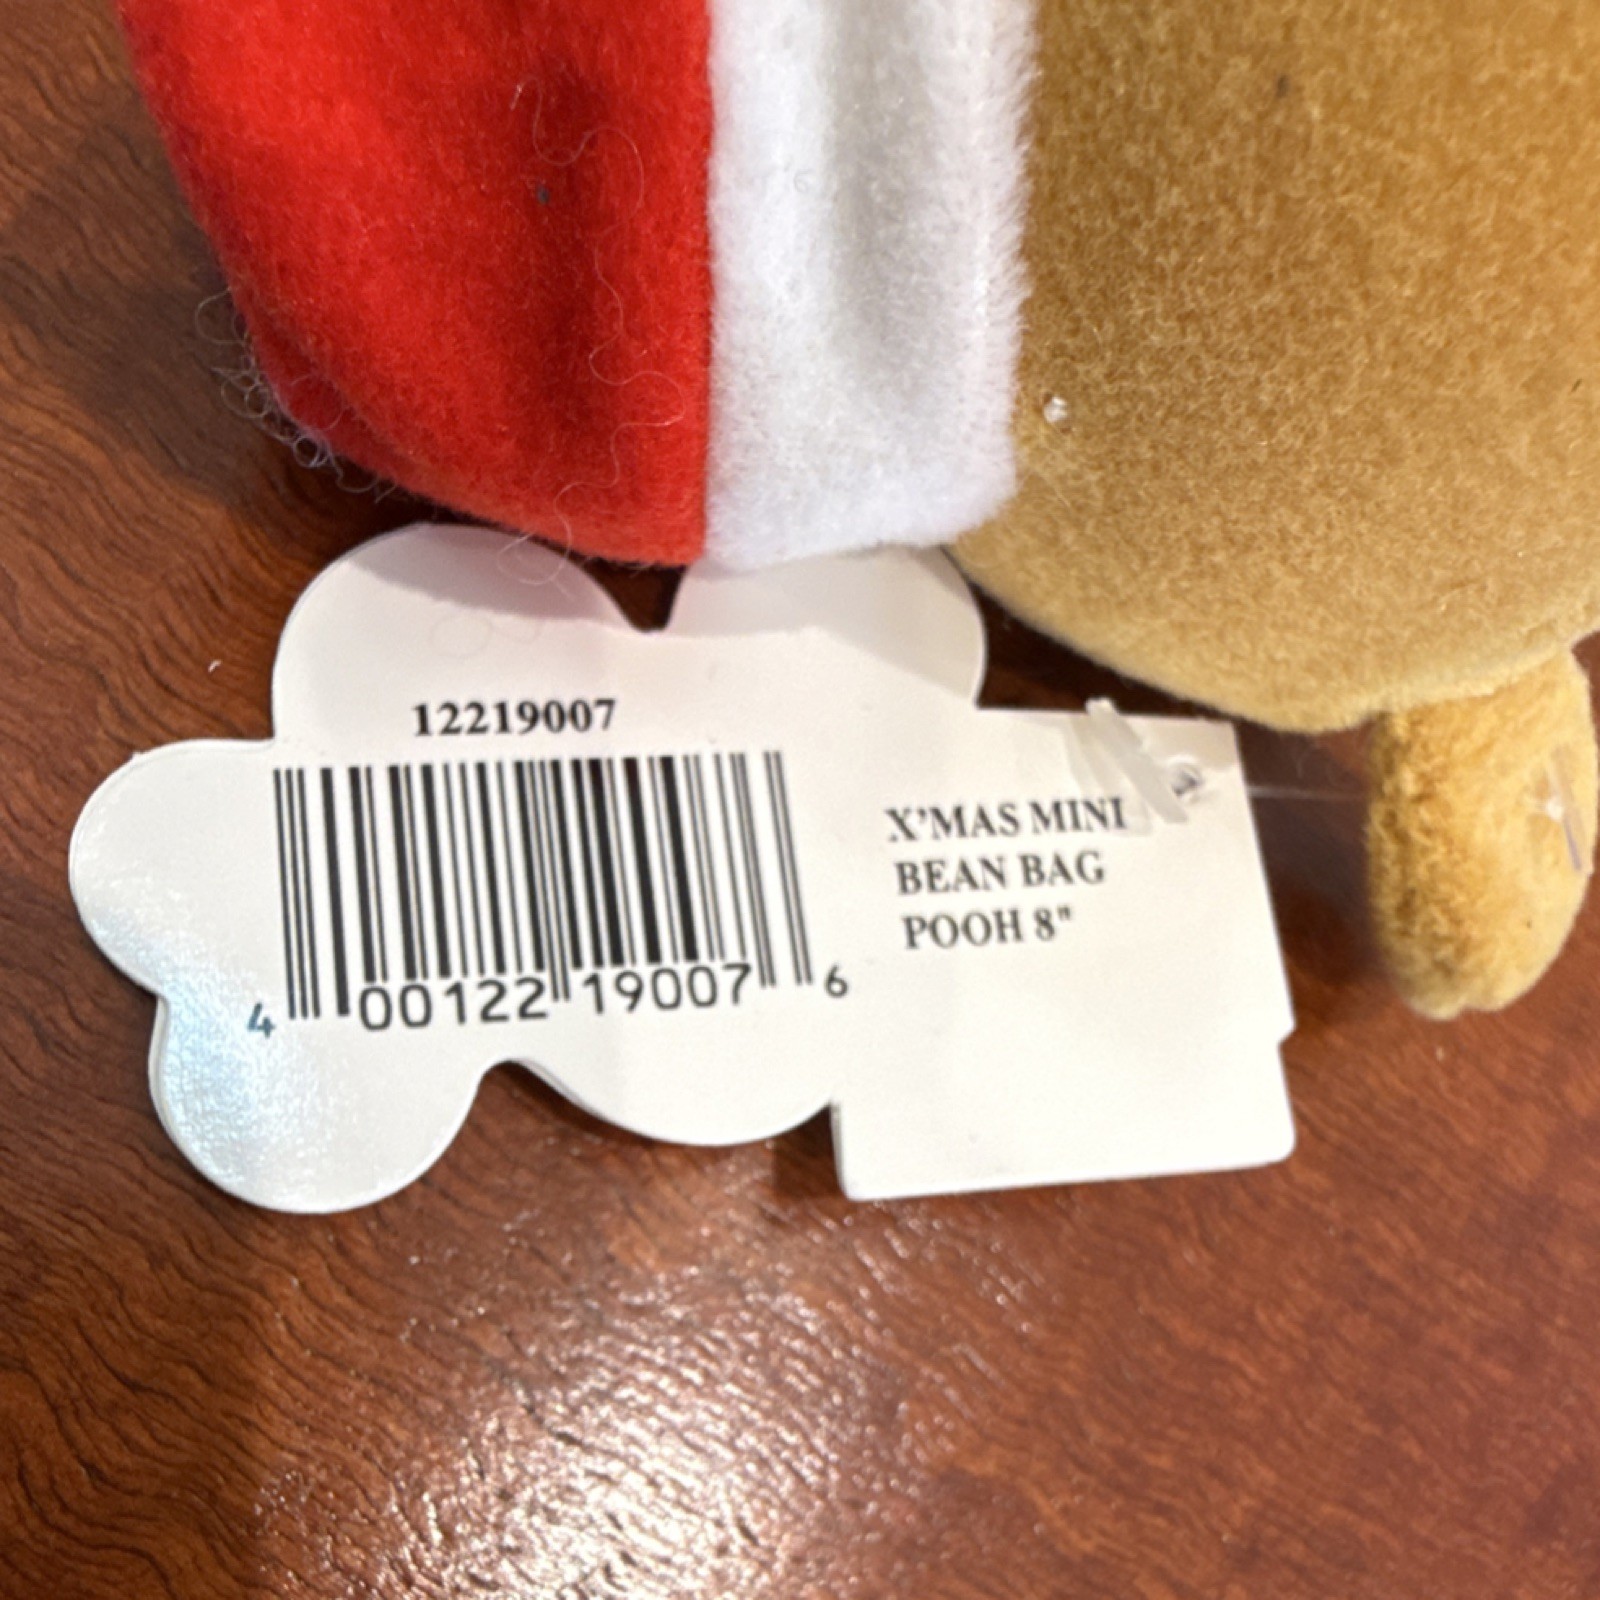 12219007
4 00122 19007 6
X'MAS MINI
BEAN BAG
POOH 8"